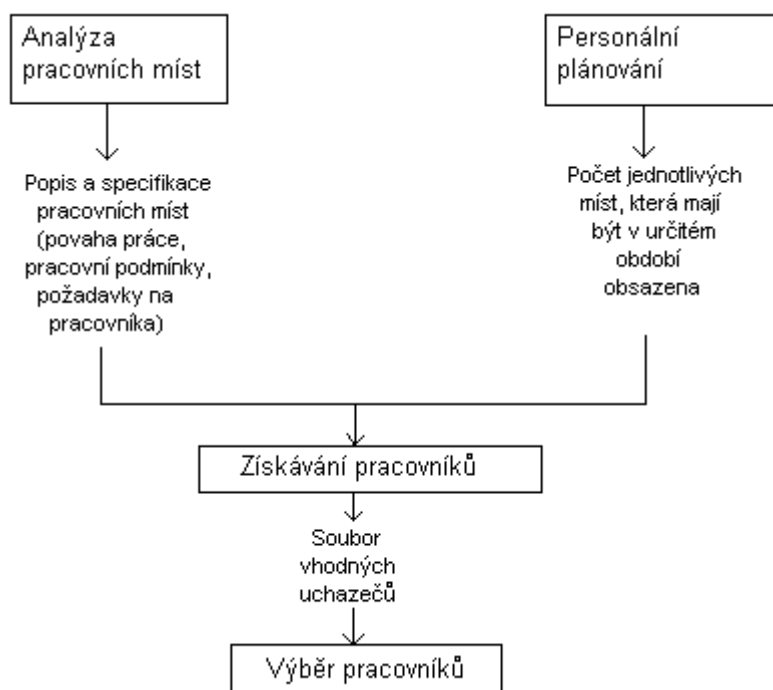 Analýza
pracovních míst
Personální
plánování
Popis a specifikace
pracovních míst
(povaha práce,
pracovní podmínky,
požadavky na
pracovníka)
Počet jednotlivých
míst, která mají
být v určitém
období
obsazena
Získávání pracovníků
Soubor
vhodných
uchazečů
Výběr pracovníků